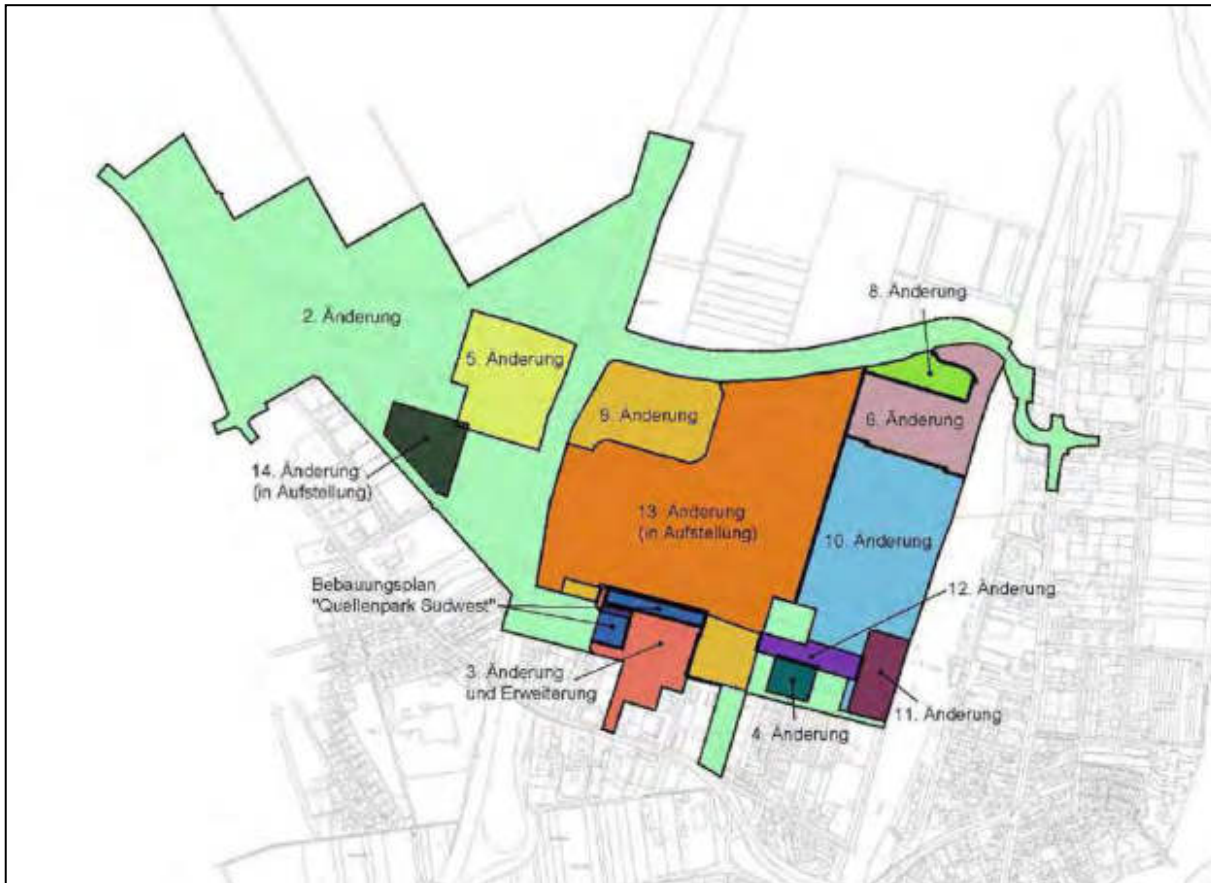 8. Änderung
2. Änderung
5. Änderung
9. Änderung
6. Änderung
14. Änderung
(in Aufstellung)
13. Änderung
(in Aufstellung)
10. Änderung
Bebauungsplan
"Quellenpark Südwest"
12. Änderung
3. Änderung
und Erweiterung
4. Änderung
11. Änderung